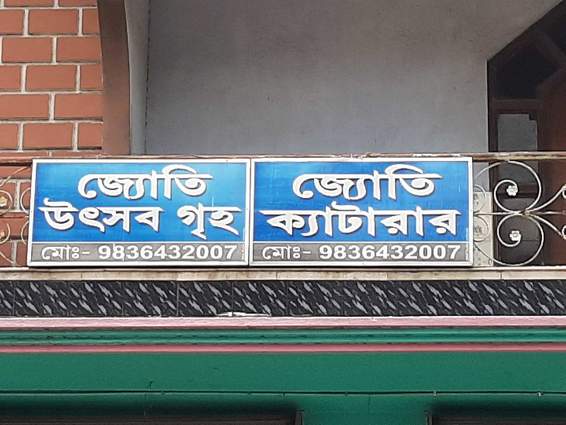 জ্যোতি
উৎসব গৃহ
মোঃ- 9836432007
জ্যোতি
ক্যাটারার
মোঃ- 9836432007